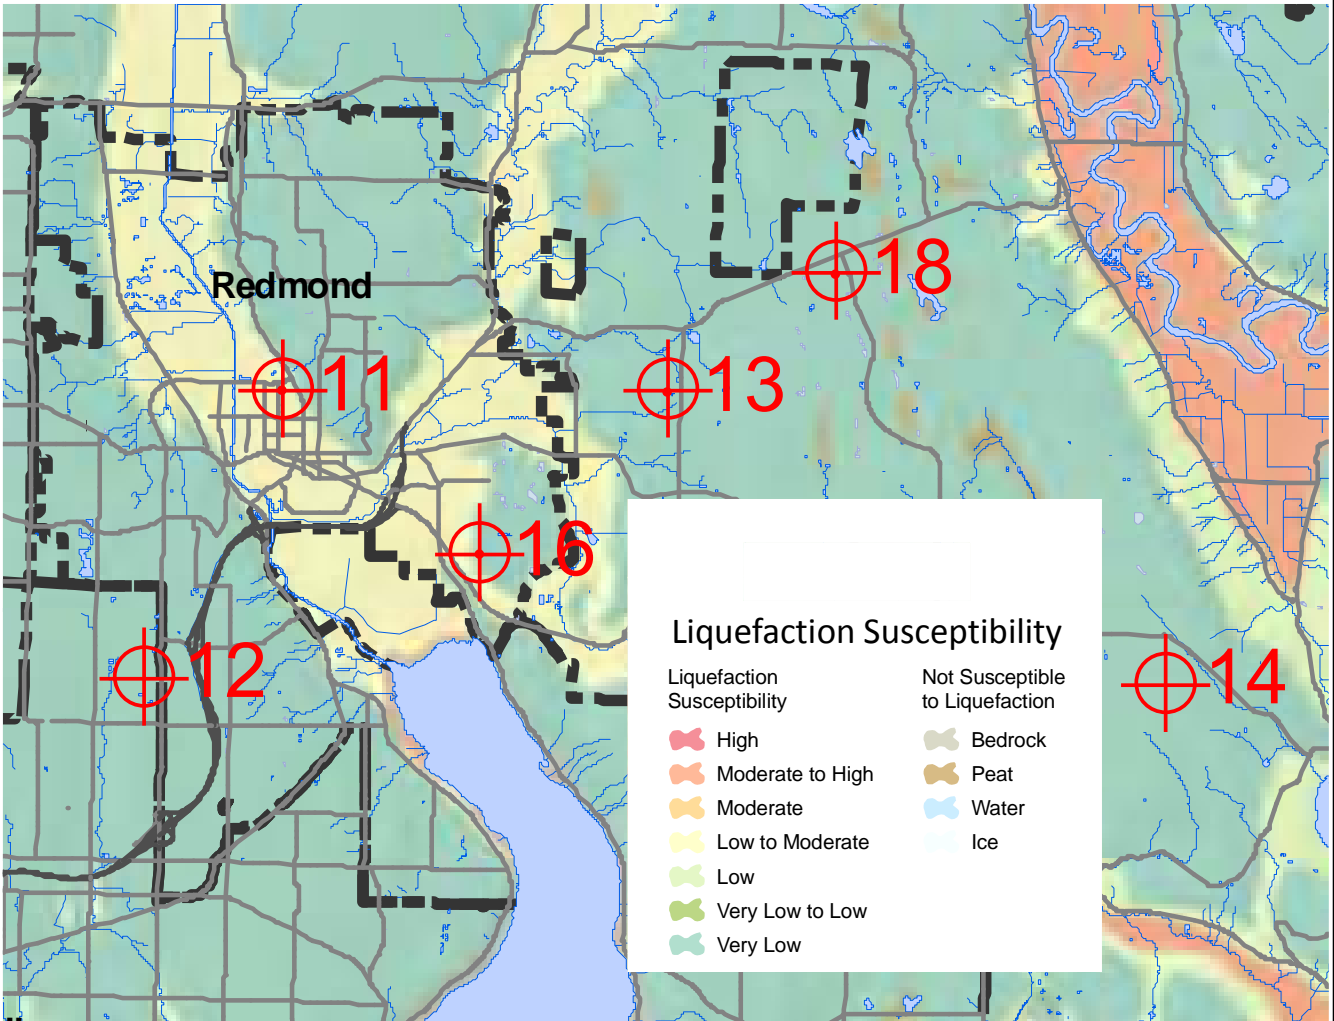 Redmond
18
11
13
16
12
14
Liquefaction Susceptibility
Liquefaction
Susceptibility
Not Susceptible
to Liquefaction
High
Bedrock
Moderate to High
Peat
Moderate
Water
Low to Moderate
Ice
Low
Very Low to Low
Very Low